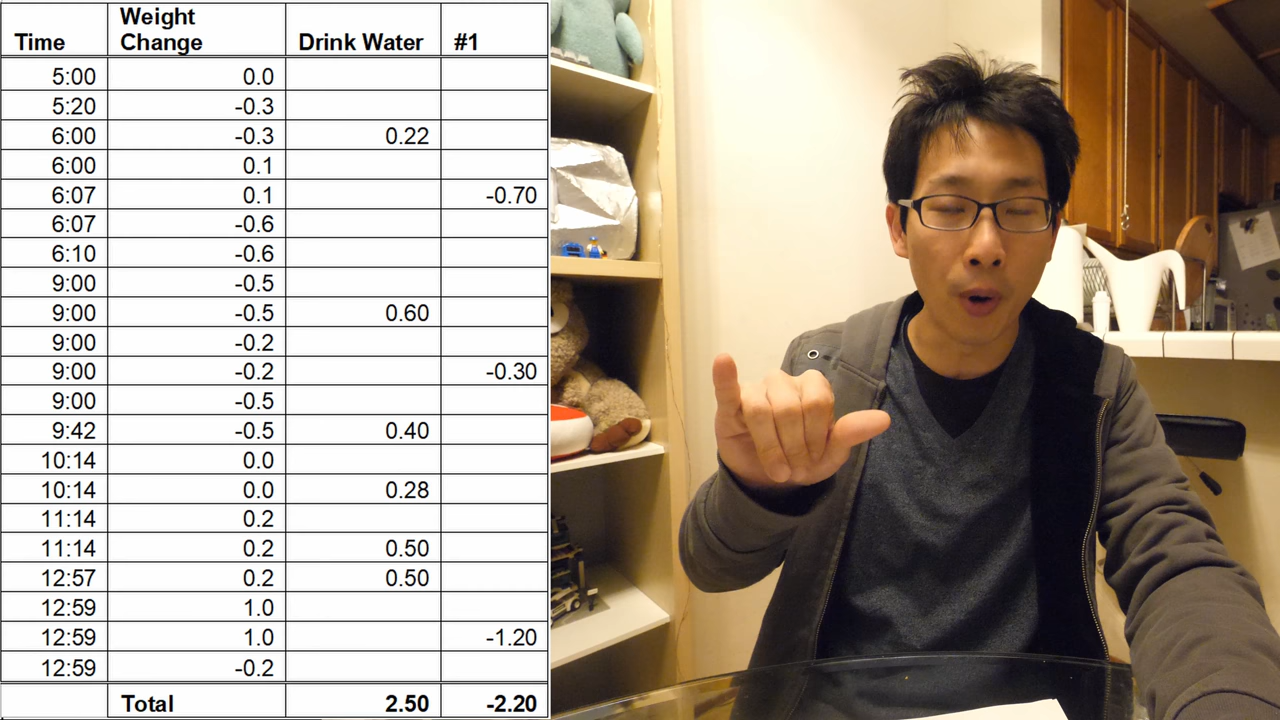 Time Weight Change Drink Water #1
5:00 0.0
5:20 -0.3
6:00 -0.3 0.22
6:00 0.1
6:07 0.1 -0.70
6:07 -0.6
6:10 -0.6
9:00 -0.5
9:00 -0.5 0.60
9:00 -0.2
9:00 -0.2 -0.30
9:00 -0.5
9:42 -0.5 0.40
10:14 0.0
10:14 0.0 0.28
11:14 0.2
11:14 0.2 0.50
12:57 0.2 0.50
12:59 1.0
12:59 1.0 -1.20
12:59 -0.2
Total 2.50 -2.20